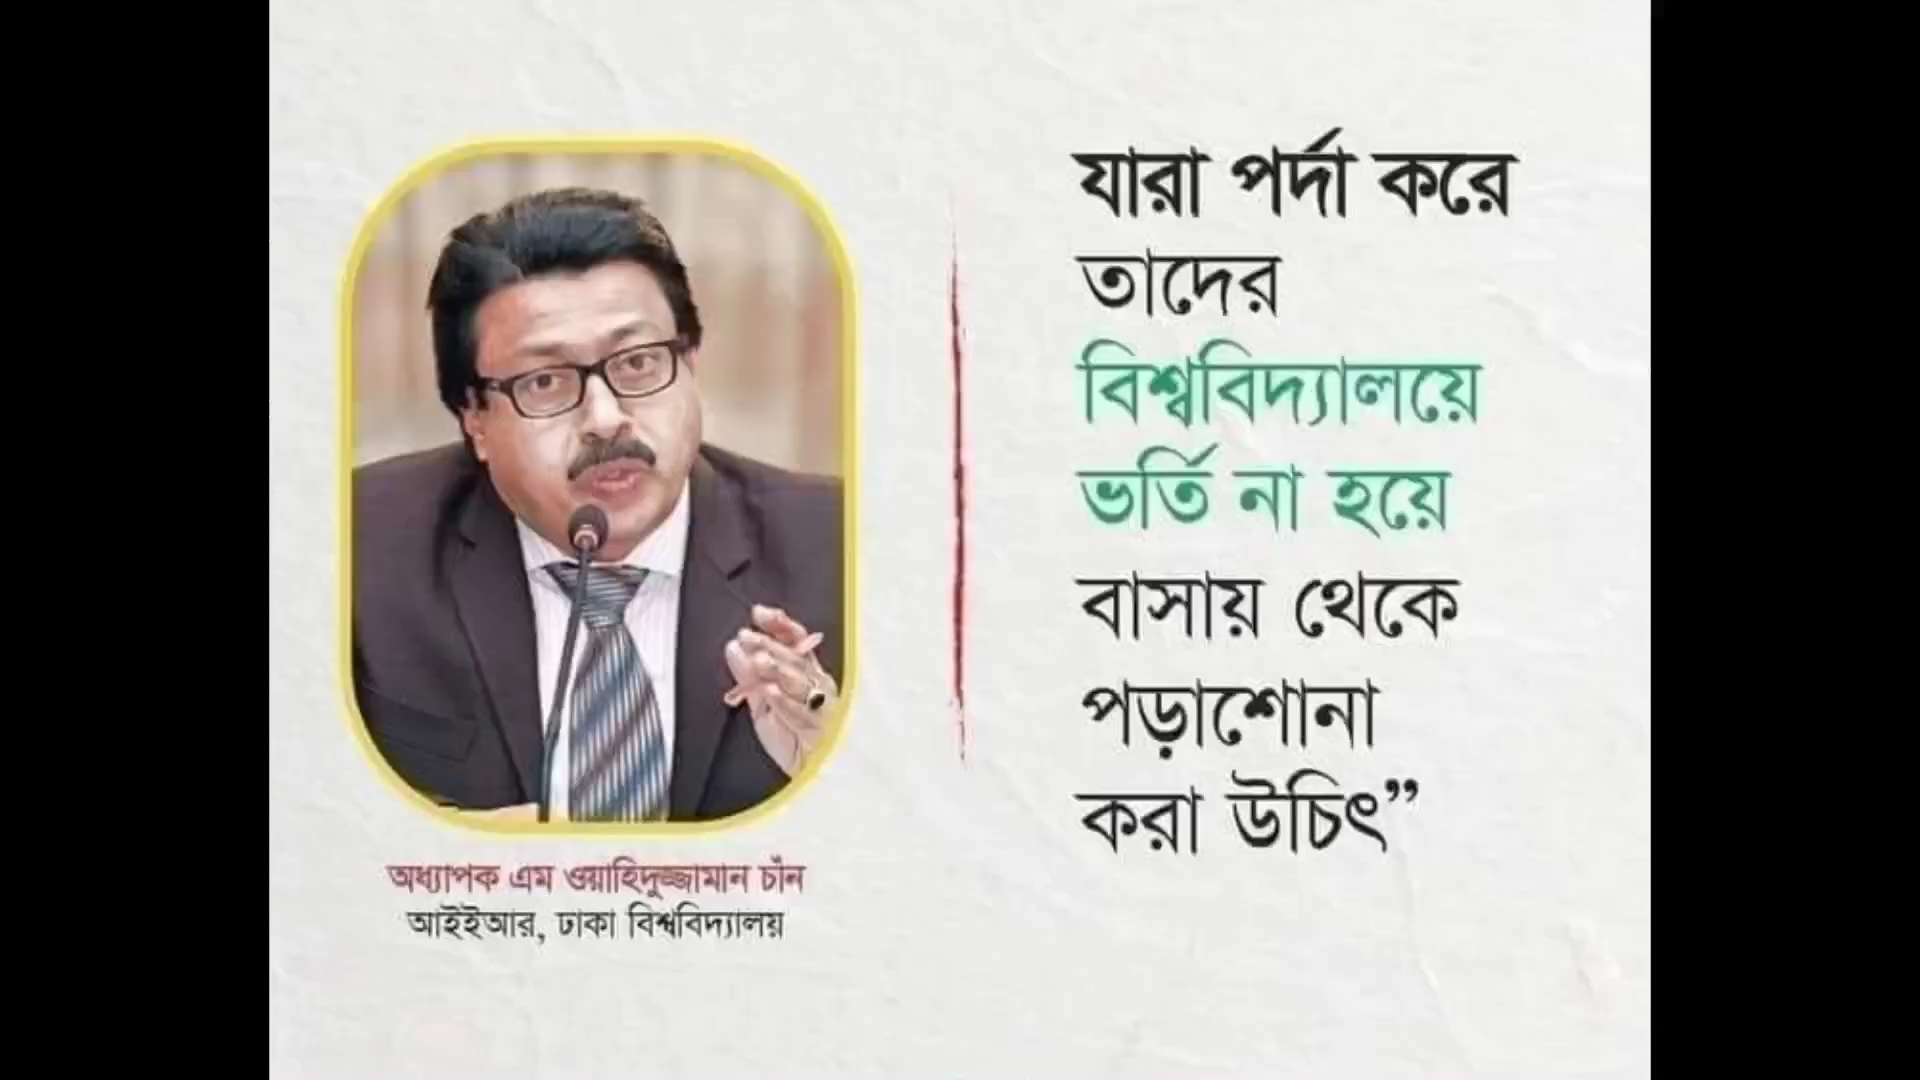 যারা পর্দা করে
তাদের
বিশ্ববিদ্যালয়ে
ভর্তি না হয়ে
বাসায় থেকে
পড়াশোনা
করা উচিৎ”
অধ্যাপক এম ওয়াহিদুজ্জামান চাঁন
আইইআর, ঢাকা বিশ্ববিদ্যালয়